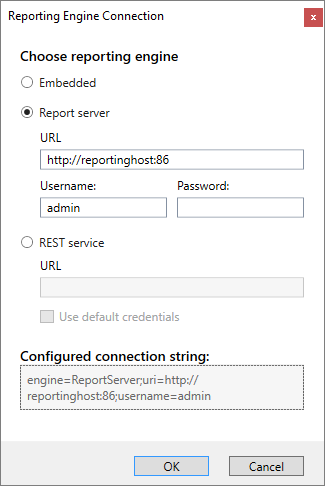 Reporting Engine Connection
x
Choose reporting engine
Embedded
Report server
URL
http://reportinghost:86
Username: Password:
admin
REST service
URL
Use default credentials
Configured connection string:
engine=ReportServer;uri=http://
reportinghost:86;username=admin
OK Cancel